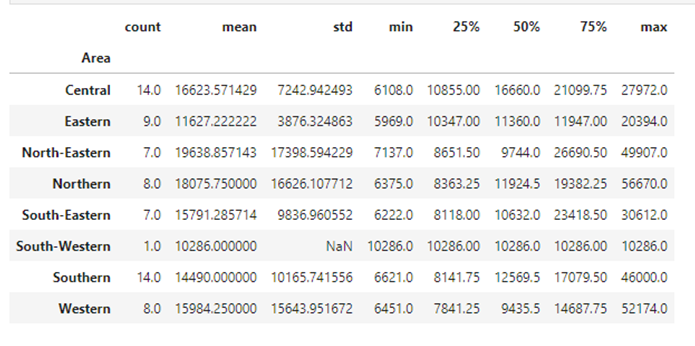 count mean std min 25% 50% 75% max
Area
Central 14.0 16623.571429 7242.942493 6108.0 10855.00 16660.0 21099.75 27972.0
Eastern 9.0 11627.222222 3876.324863 5969.0 10347.00 11360.0 11947.00 20394.0
North-Eastern 7.0 19638.857143 17398.594229 7137.0 8651.50 9744.0 26690.50 49907.0
Northern 8.0 18075.750000 16626.107712 6375.0 8363.25 11924.5 19382.25 56670.0
South-Eastern 7.0 15791.285714 9836.960552 6222.0 8118.00 10632.0 23418.50 30612.0
South-Western 1.0 10286.000000 NaN 10286.0 10286.00 10286.0 10286.00 10286.0
Southern 14.0 14490.000000 10165.741556 6621.0 8141.75 12569.5 17079.50 46000.0
Western 8.0 15984.250000 15643.951672 6451.0 7841.25 9435.5 14687.75 52174.0